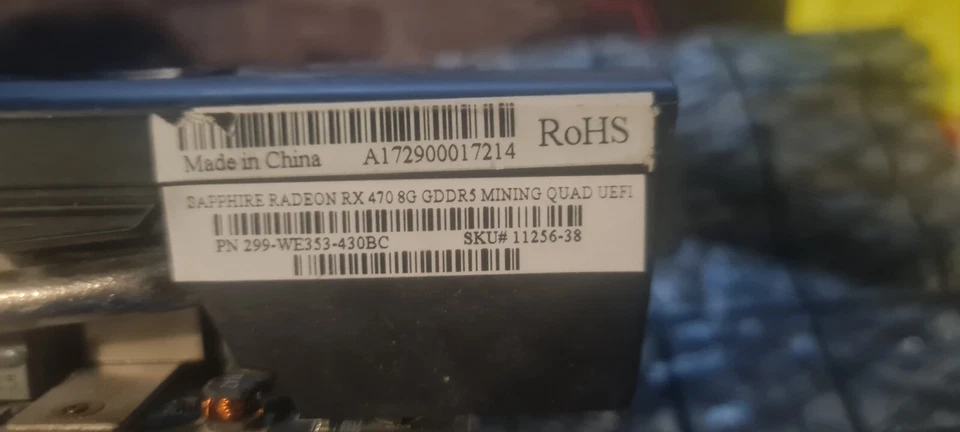 RoHS
Made in China A172900017214
SAPPHIRE RADEON RX 470 8G GDDR5 MINING QUAD UEFI
PN 299-WE353-430BC SKU# 11256-38